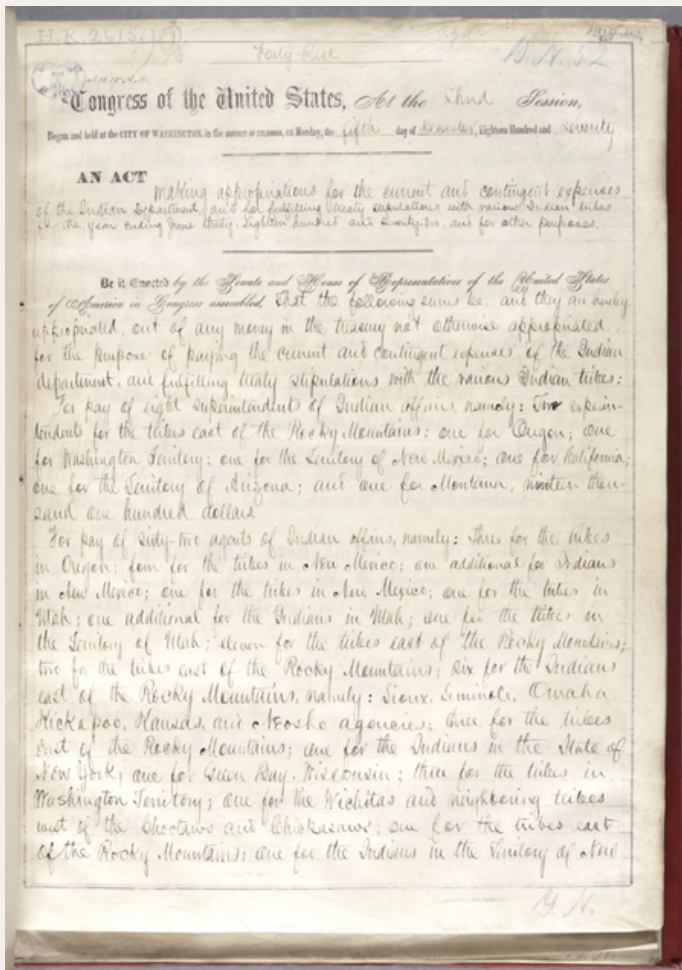 H.R. 2615
Forty First
P. N. 52
Congress of the United States, At the Third Session,
Begun and held at the CITY OF WASHINGTON, in the District of Columbia, on Monday, the fifth day of December, Eighteen Hundred and Seventy
AN ACT making appropriations for the current and contingent expenses
of the Indian Department, and for fulfilling treaty stipulations with various Indian tribes
the year ending June thirty, eighteen hundred and seventy-two, and for other purposes.
Be it Enacted by the Senate and House of Representatives of the United States
of America in Congress assembled, That the following sums be, and they are hereby
appropriated, out of any money in the treasury not otherwise appropriated,
for the purpose of paying the current and contingent expenses of the Indian
department, and fulfilling treaty stipulations with the various Indian tribes:
For pay of eight superintendents of Indian affairs, namely: Two superin-
tendents for the tribes east of the Rocky Mountains; one for Oregon; one
for Washington Territory; one for the Territory of New Mexico; one for California;
one for the Territory of Arizona; and one for Montana, nineteen thou-
sand one hundred dollars
For pay of sixty-two agents of Indian affairs, namely: three for the tribes
in Oregon; four for the tribes in New Mexico; one additional for Indians
in New Mexico; one for the tribes in New Mexico; one for the tribes in
Utah; one additional for the Indians in Utah; one for the tribes in
the Territory of Utah; eleven for the tribes east of the Rocky Mountains;
two for the tribes east of the Rocky Mountains; six for the Indians
east of the Rocky Mountains, namely: Sioux, Seminole, Omaha,
Kickapoo, Kansas, and Neosho agencies; three for the tribes
east of the Rocky Mountains; one for the Indians in the State of
New York; one for Green Bay, Wisconsin; three for the tribes in
Washington Territory; one for the Wichitas and neighboring tribes
west of the Choctaws and Chickasaws; one for the tribes east
of the Rocky Mountains; one for the Indians in the Territory of New
G. N.